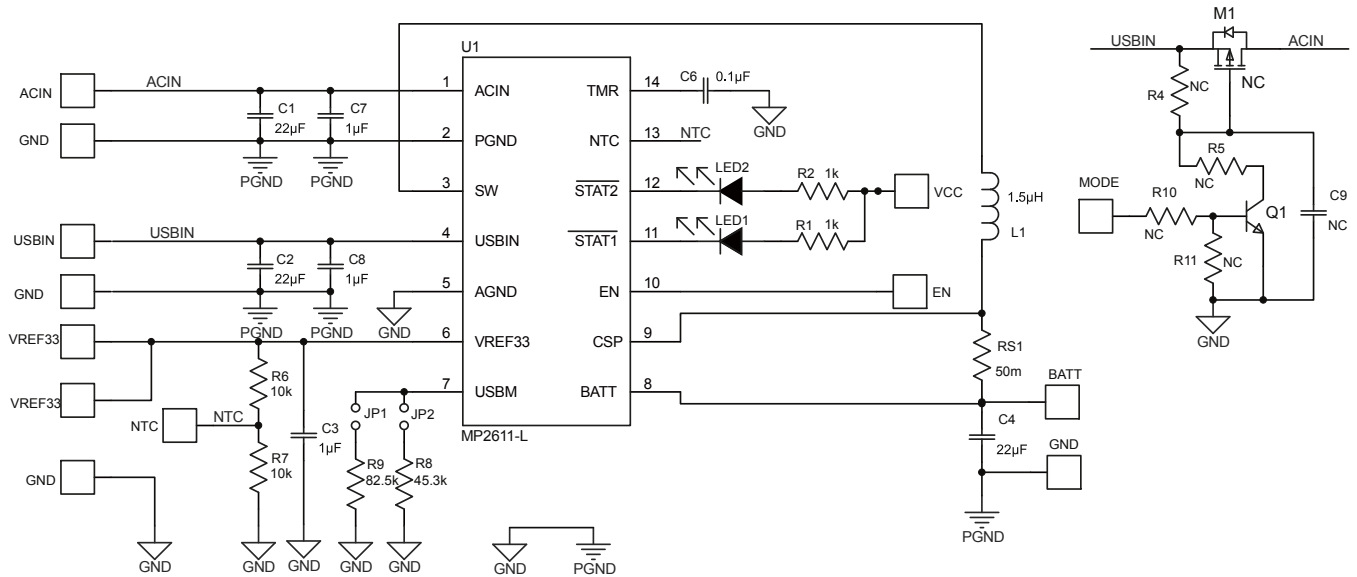 U1
MP2611-L
ACIN
ACIN
1
ACIN
C1
22µF
C7
1µF
GND
2
PGND
PGND
PGND
3
SW
USBIN
USBIN
4
USBIN
C2
22µF
C8
1µF
GND
PGND
PGND
5
AGND
GND
VREF33
6
VREF33
VREF33
R6
10k
NTC
NTC
R7
10k
C3
1µF
7
USBM
JP1
JP2
R9
82.5k
R8
45.3k
GND
GND
GND
GND
GND
GND
GND
PGND
TMR
14
C6
0.1µF
GND
NTC
13
NTC
STAT2
12
LED2
R2
1k
VCC
STAT1
11
LED1
R1
1k
EN
10
EN
CSP
9
BATT
8
1.5µH
L1
RS1
50m
BATT
C4
22µF
GND
PGND
M1
USBIN
ACIN
NC
R4
NC
R5
NC
MODE
R10
NC
Q1
C9
NC
R11
NC
GND